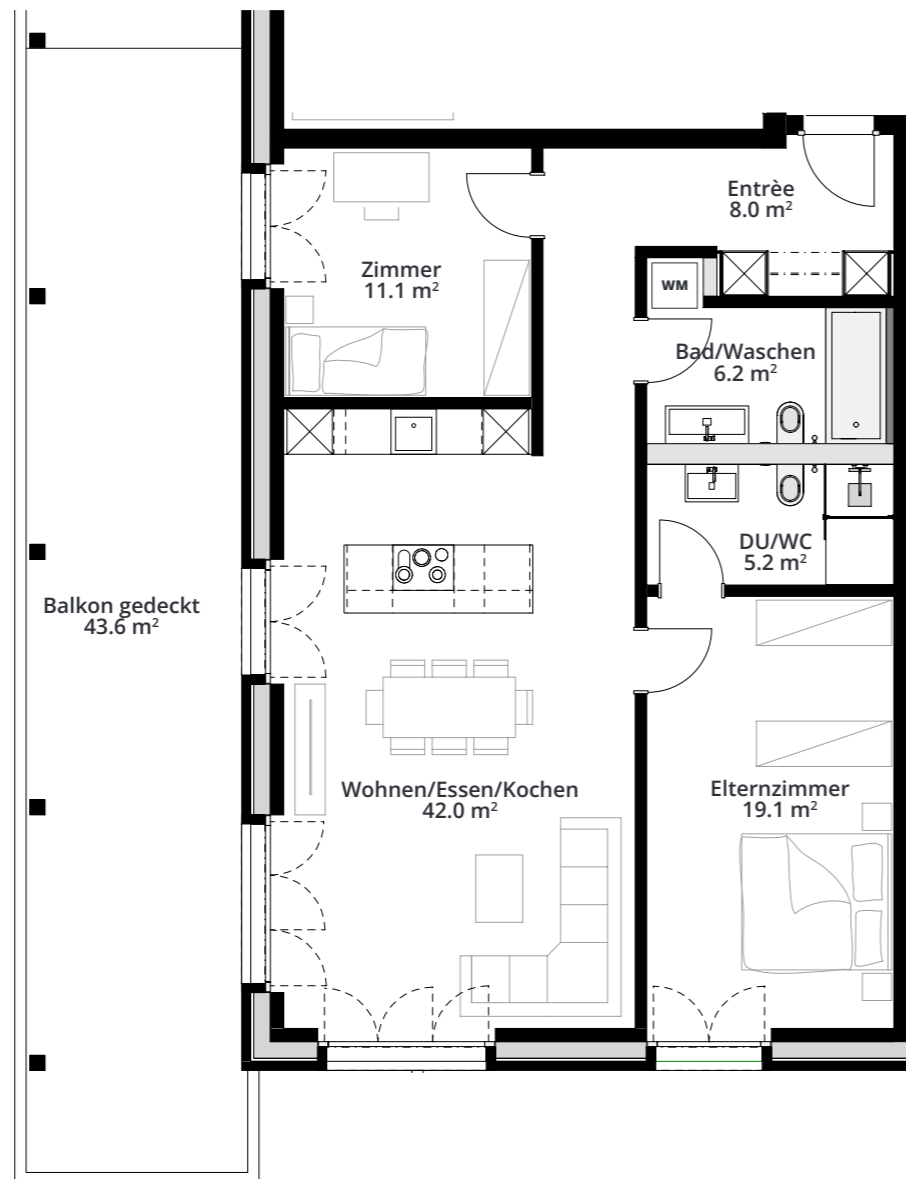 Entrèe
8.0 m²
Zimmer
11.1 m²
WM
Bad/Waschen
6.2 m²
DU/WC
5.2 m²
Balkon gedeckt
43.6 m²
Wohnen/Essen/Kochen
42.0 m²
Elternzimmer
19.1 m²